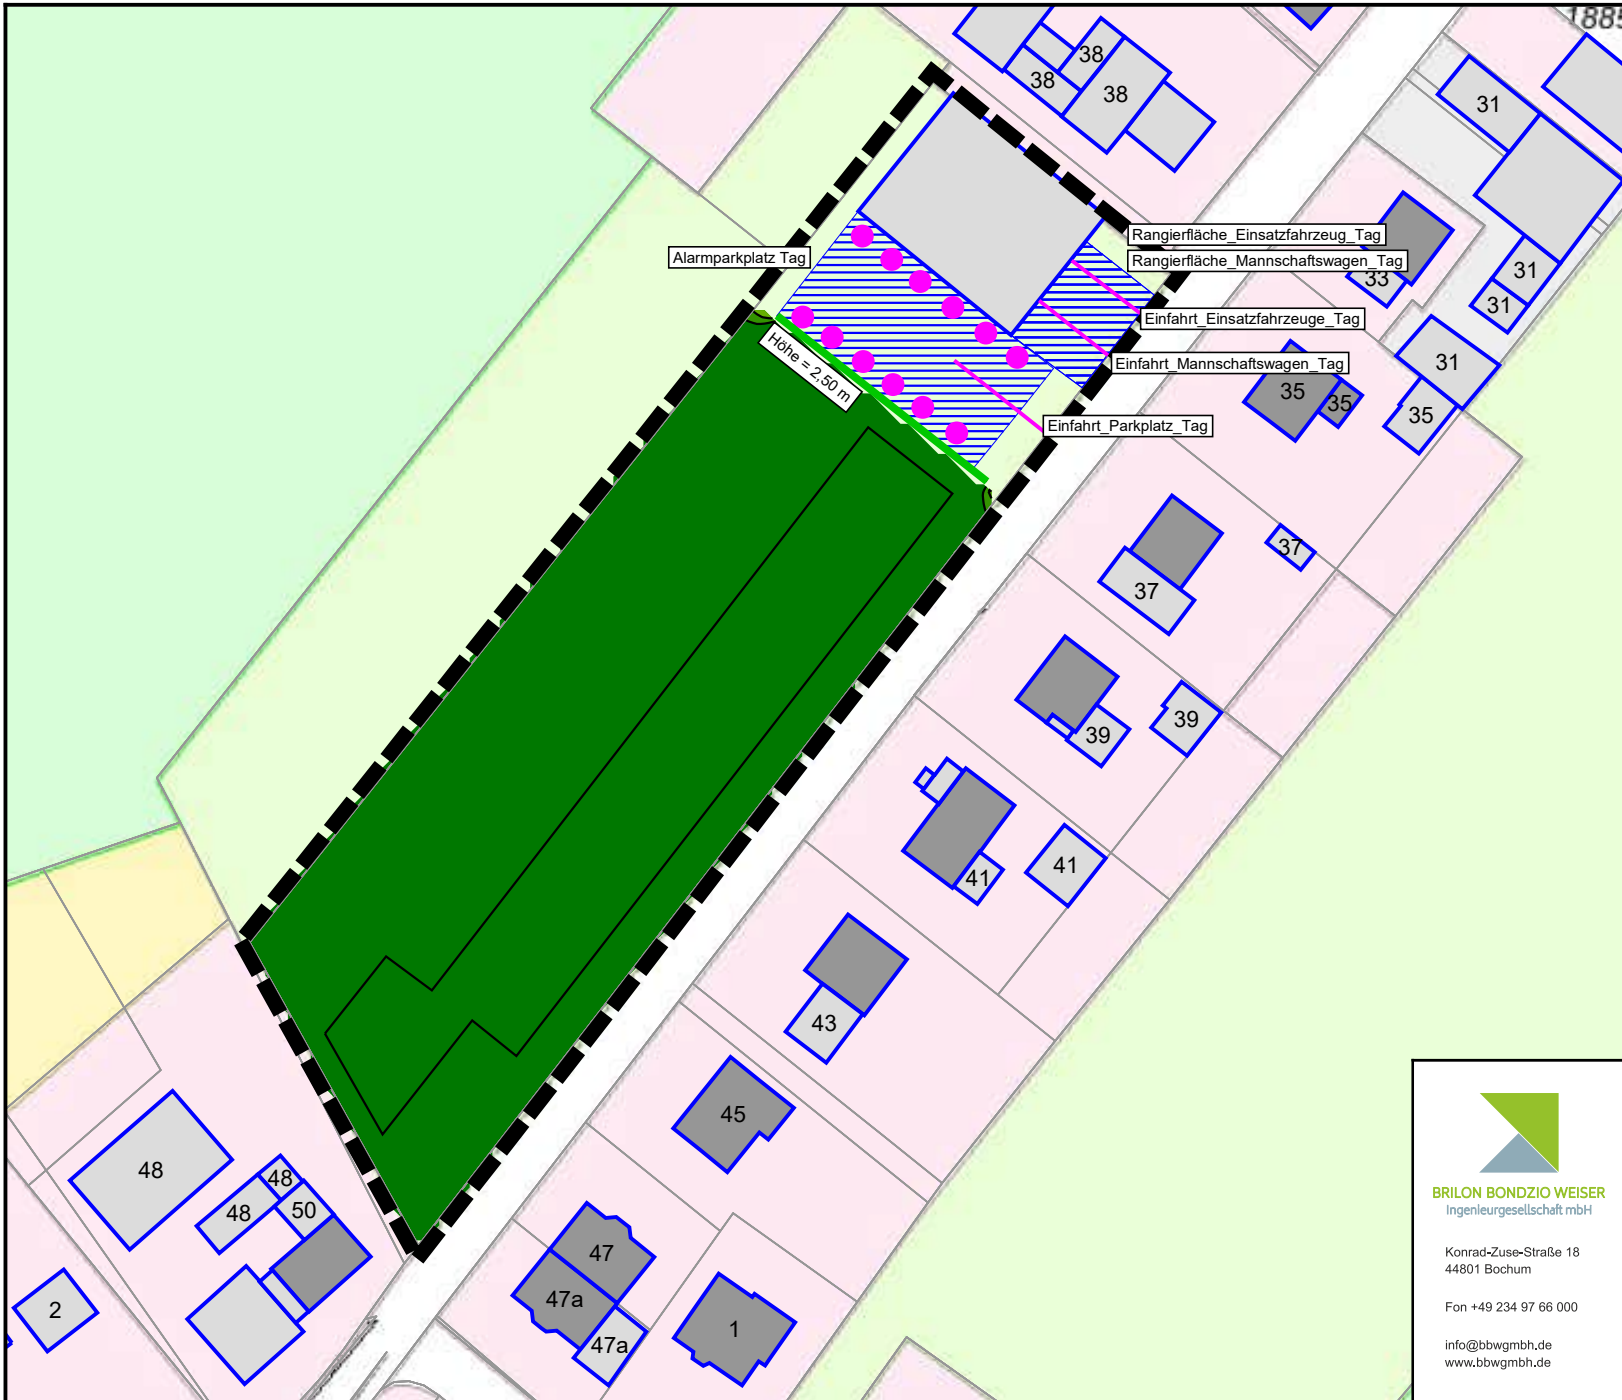 1885
38
38
38
31
Rangierfläche_Einsatzfahrzeug_Tag
Alarmparkplatz Tag
Rangierfläche_Mannschaftswagen_Tag
33
31
31
Einfahrt_Einsatzfahrzeuge_Tag
Höhe = 2,50 m
Einfahrt_Mannschaftswagen_Tag
31
35
35
35
Einfahrt_Parkplatz_Tag
37
37
39
39
41
41
43
45
48
48
48
50
47
47a
47a
2
1
BRILON BONDZIO WEISER
Ingenieurgesellschaft mbH
Konrad-Zuse-Straße 18
44801 Bochum
Fon +49 234 97 66 000
info@bbwgmbh.de
www.bbwgmbh.de